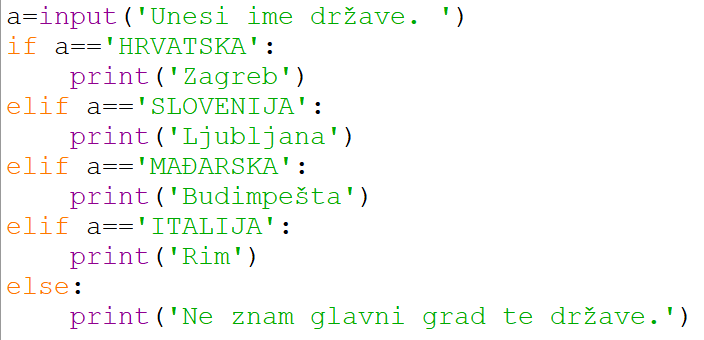 a=input('Unesi ime države. ')
if a=='HRVATSKA':
    print('Zagreb')
elif a=='SLOVENIJA':
    print('Ljubljana')
elif a=='MAĐARSKA':
    print('Budimpešta')
elif a=='ITALIJA':
    print('Rim')
else:
    print('Ne znam glavni grad te države.')